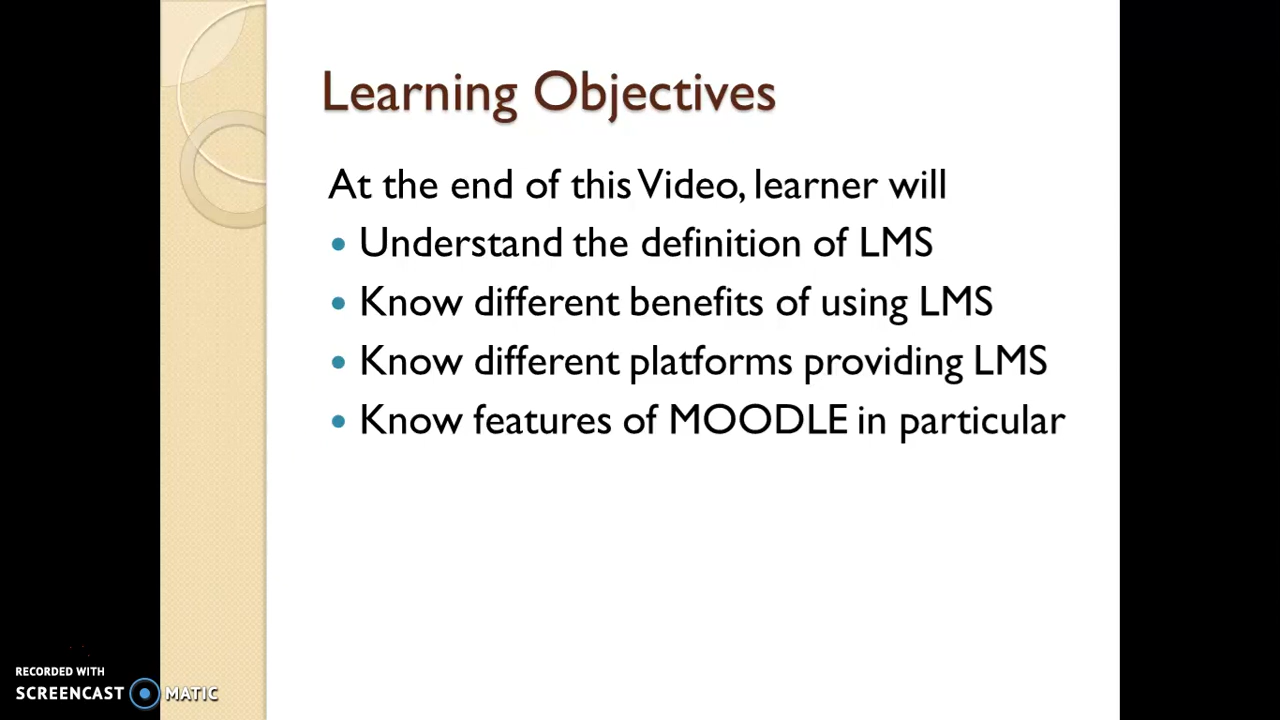 Learning Objectives
At the end of this Video, learner will
• Understand the definition of LMS
• Know different benefits of using LMS
• Know different platforms providing LMS
• Know features of MOODLE in particular
RECORDED WITH
SCREENCAST MATIC